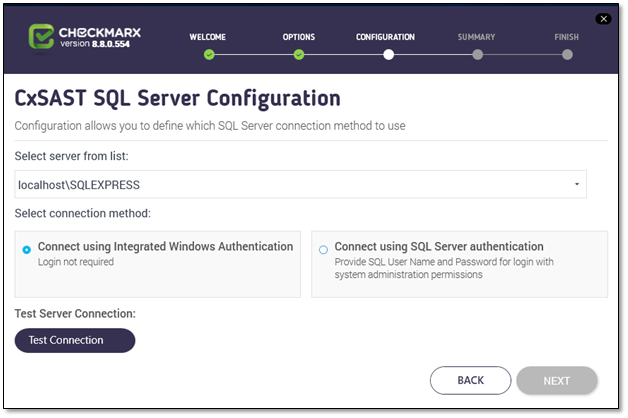 CHECKMARX
version 8.8.0.554
WELCOME
OPTIONS
CONFIGURATION
SUMMARY
FINISH
CxSAST SQL Server Configuration
Configuration allows you to define which SQL Server connection method to use
Select server from list:
localhost\SQLEXPRESS
Select connection method:
Connect using Integrated Windows Authentication
Login not required
Connect using SQL Server authentication
Provide SQL User Name and Password for login with
system administration permissions
Test Server Connection:
Test Connection
BACK
NEXT